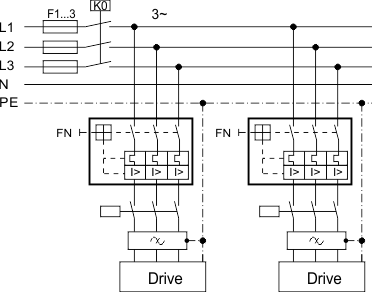 F1...3 K0 3~
L1
L2
L3
N
PE
FN FN
I> I> I> I> I> I>
Drive Drive